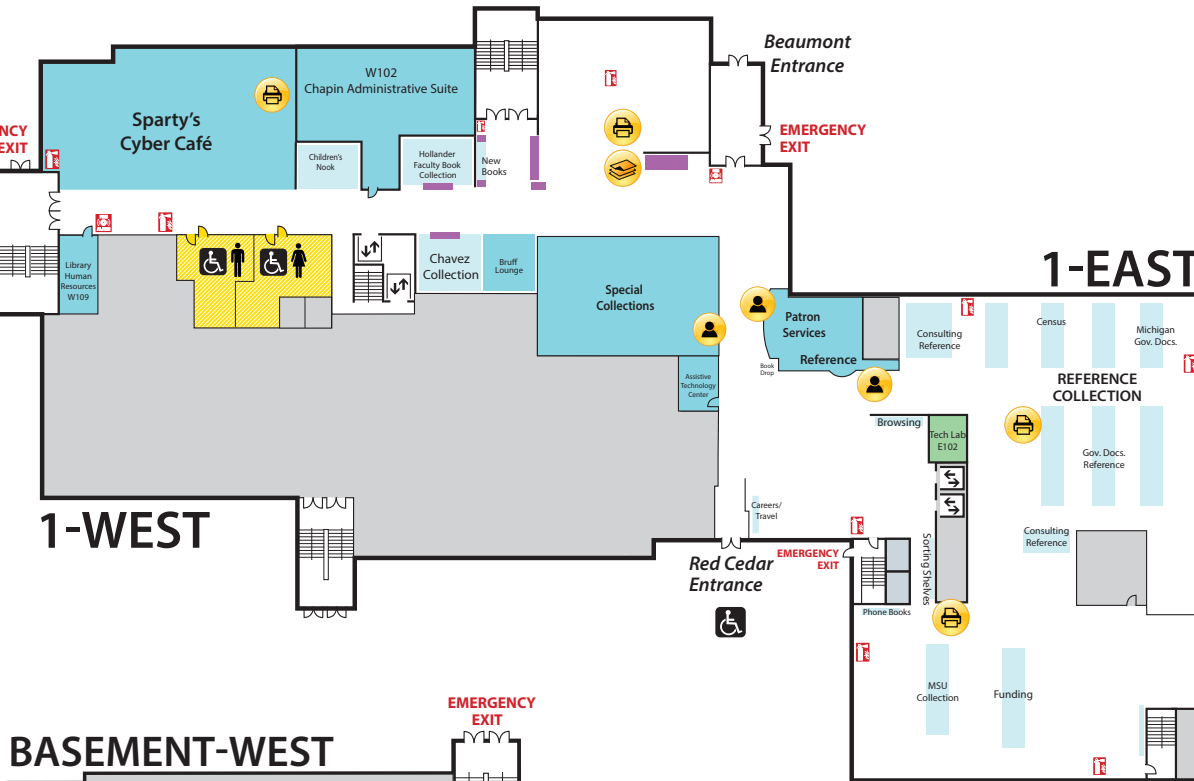 Beaumont
Entrance
W102
Chapin Administrative Suite
Sparty's
Cyber Café
NCY
EXIT
EMERGENCY
EXIT
Children's
Nook
Hollander
Faculty Book
Collection
New
Books
Library
Human
Resources
W109
Chavez
Collection
Bruff
Lounge
Special
Collections
1-EAST
Patron
Services
Reference
Book
Drop
Consulting
Reference
Census
Michigan
Gov. Docs.
REFERENCE
COLLECTION
Assistive
Technology
Center
Browsing
Tech Lab
E102
Gov. Docs.
Reference
1-WEST
Careers/
Travel
Consulting
Reference
Red Cedar
Entrance
EMERGENCY
EXIT
Sorting Shelves
Phone Books
MSU
Collection
Funding
EMERGENCY
EXIT
BASEMENT-WEST